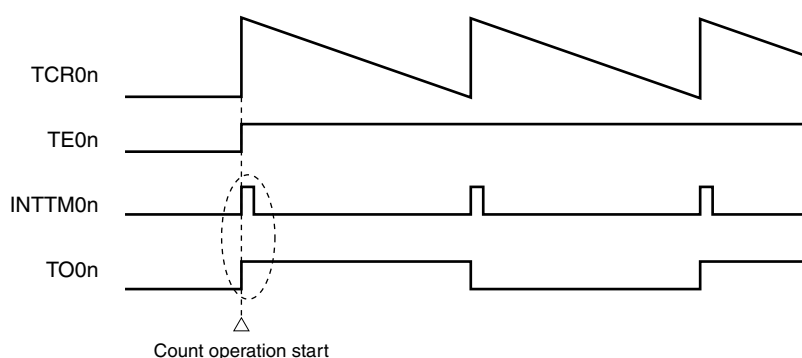 TCR0n
TE0n
INTTM0n
TO0n
Count operation start